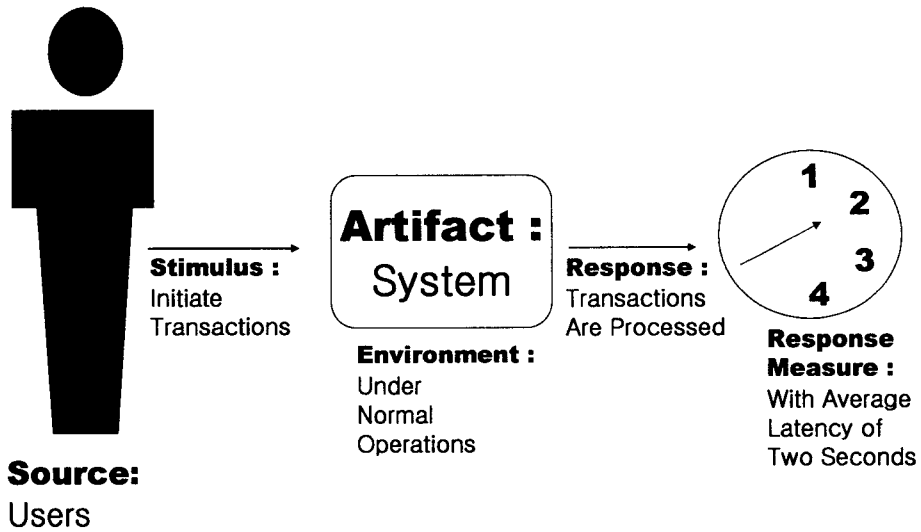 Source:
Users
Stimulus :
Initiate
Transactions
Artifact :
System
Environment :
Under
Normal
Operations
Response :
Transactions
Are Processed
1
2
3
4
Response
Measure :
With Average
Latency of
Two Seconds